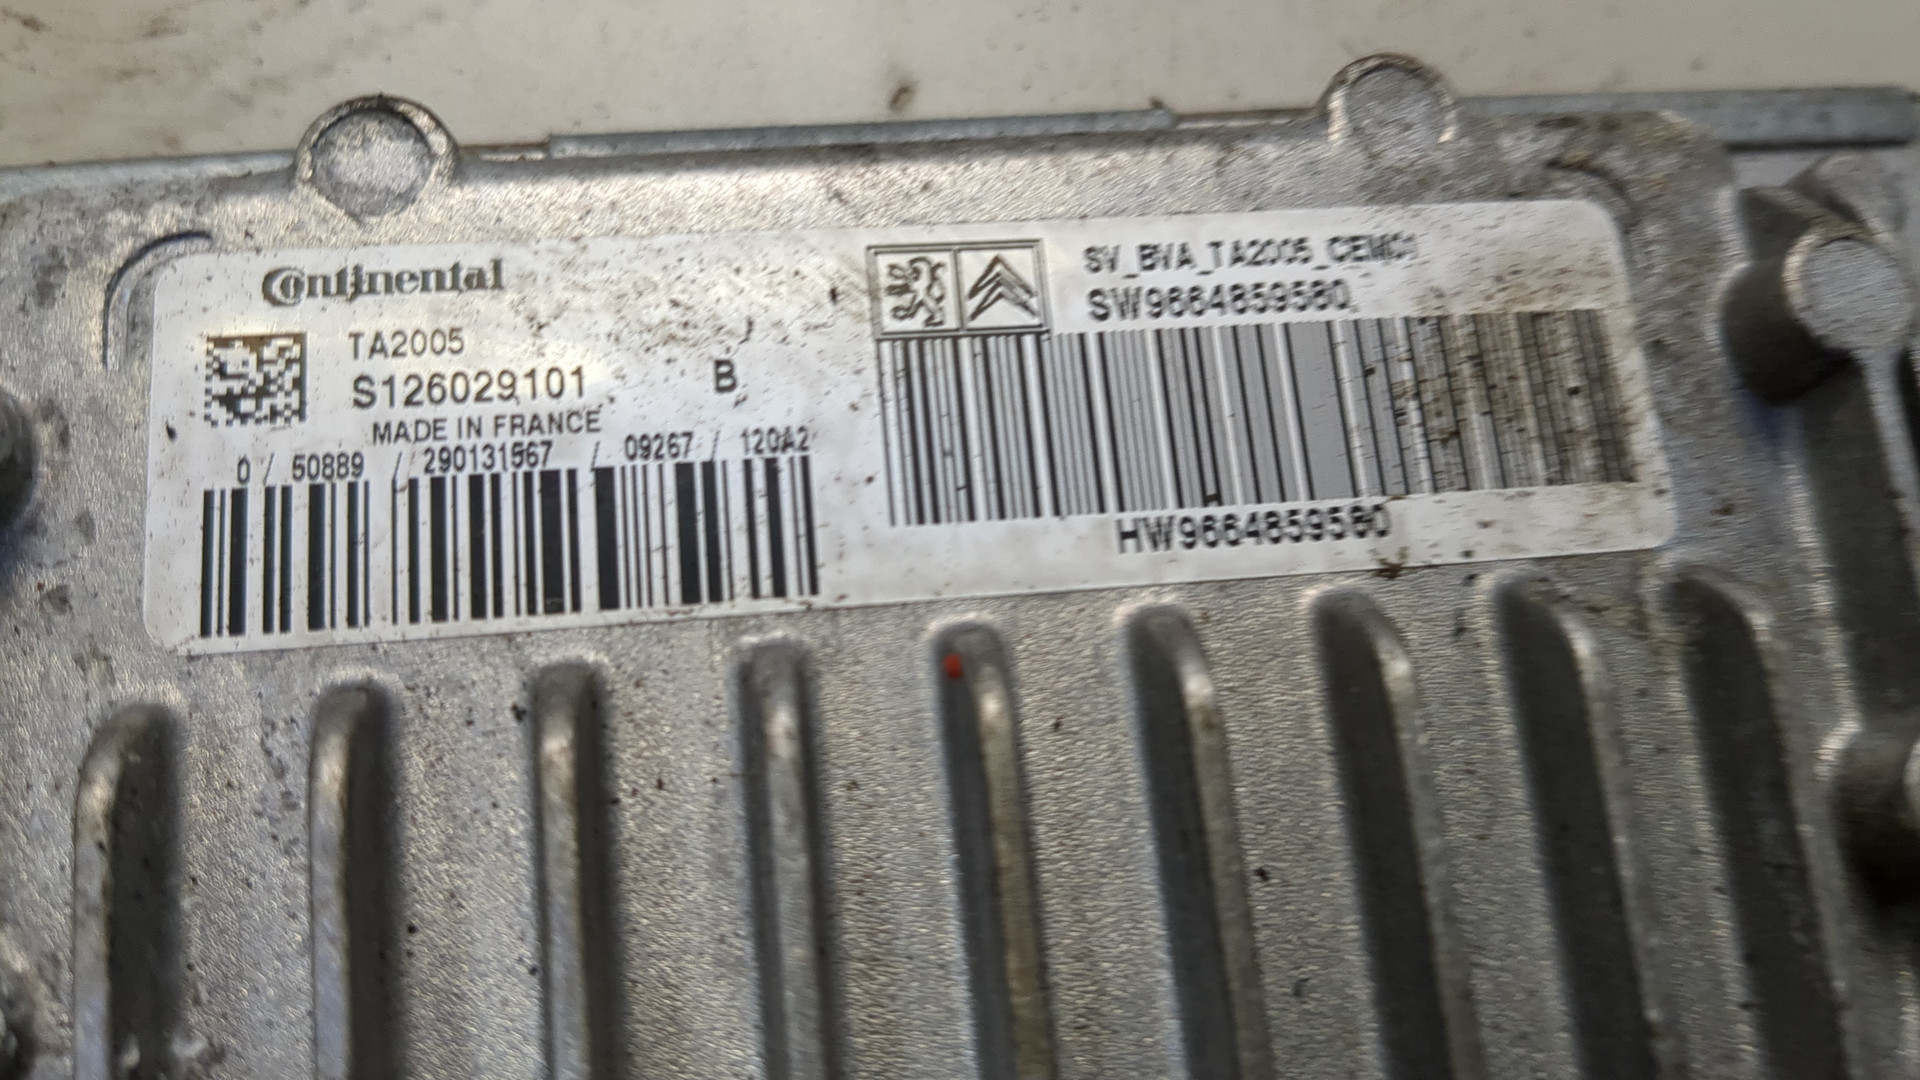 Continental
TA2005
S126029101
B
MADE IN FRANCE
0 / 50889 / 290131567 / 09267 / 120A2
SV_BVA_TA2005_CEMC1
SW9664859580
HW9664859580